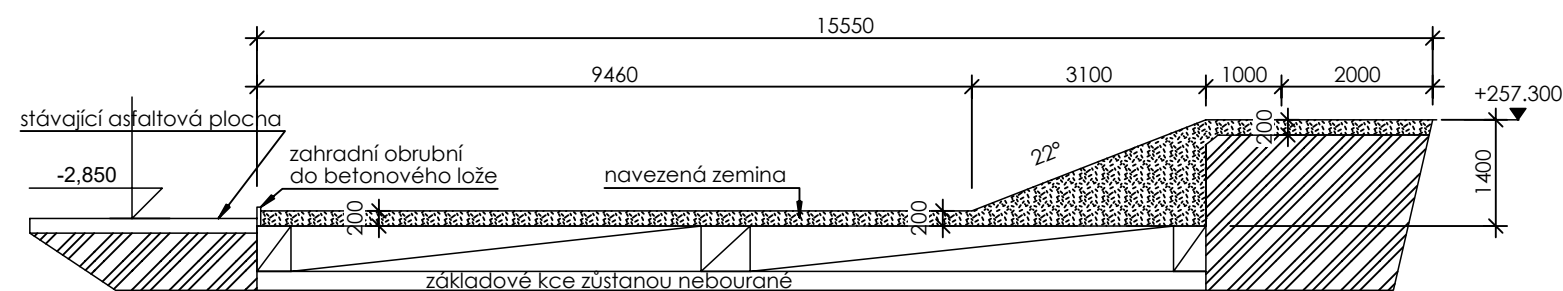 15550
9460
3100
1000
2000
+257.300
stávající asfaltová plocha
-2,850
zahradní obrubní
do betonového lože
navezená zemina
22°
200
200
200
1400
základové kce zůstanou nebourané